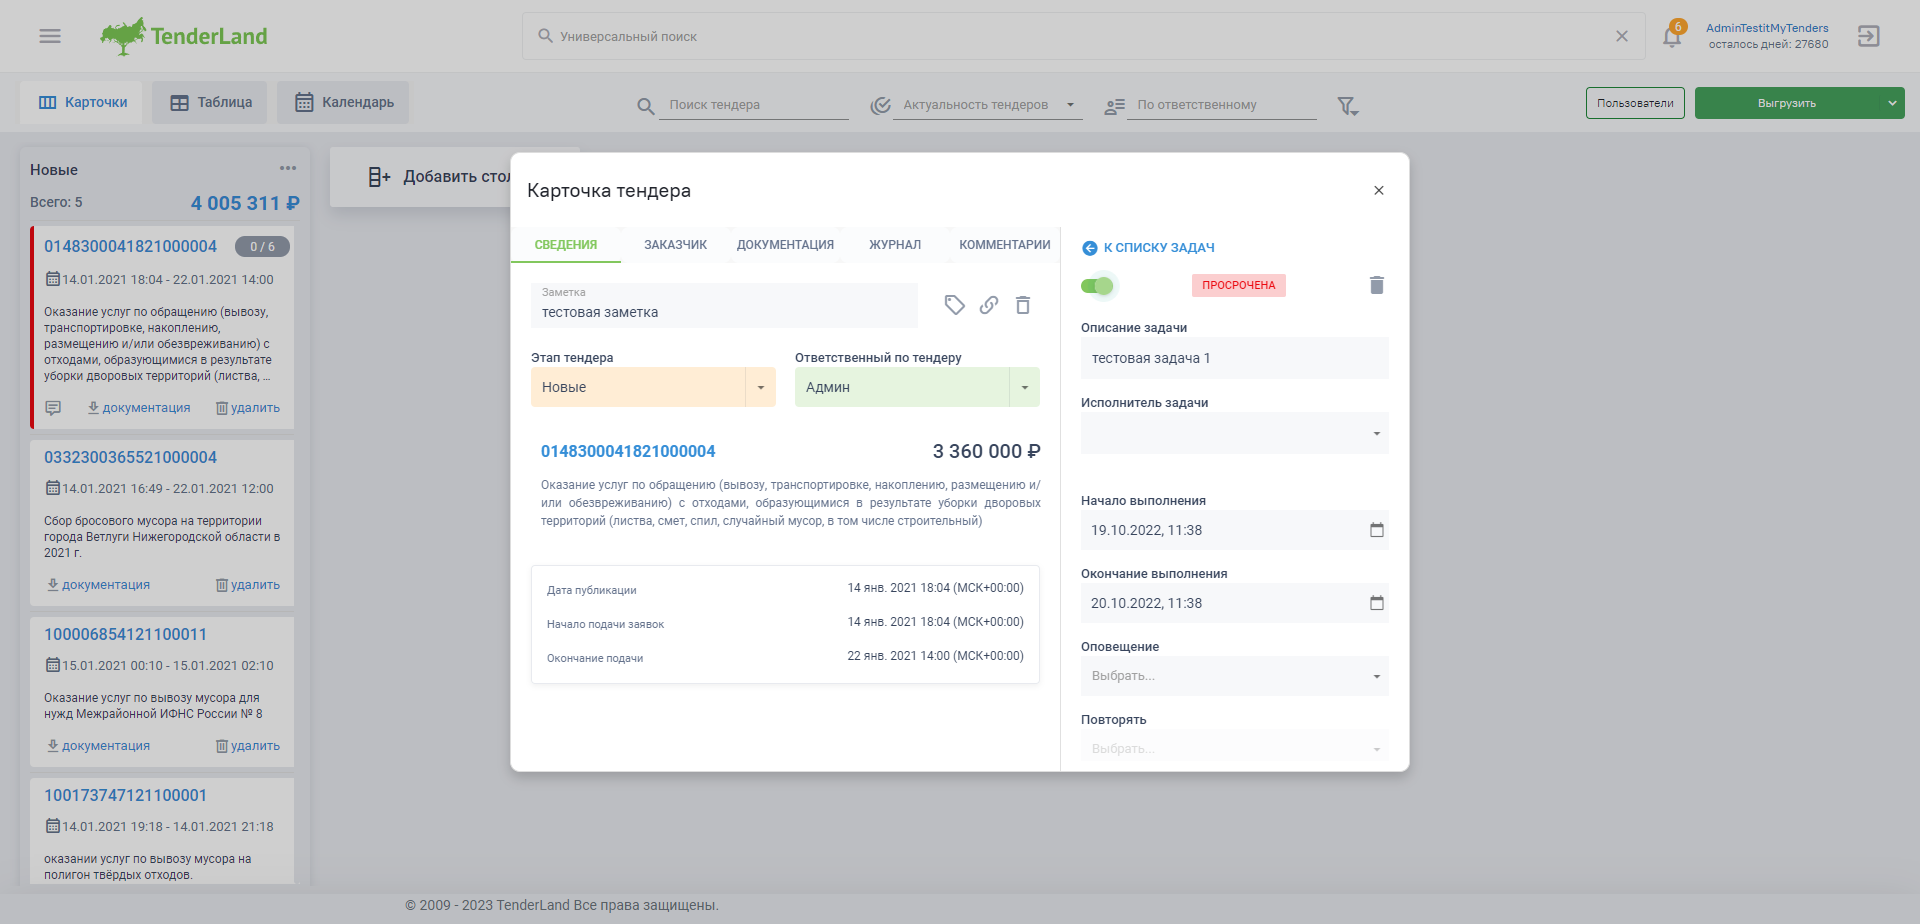 TenderLand
Универсальный поиск
6
AdminTestitMyTenders
осталось дней: 27680
Карточки
Таблица
Календарь
Поиск тендера
Актуальность тендеров
По ответственному
Пользователи
Выгрузить
Новые
Всего: 5
4 005 311 ₽
0148300041821000004
0 / 6
14.01.2021 18:04 - 22.01.2021 14:00
Оказание услуг по обращению (вывозу,
транспортировке, накоплению,
размещению и/или обезвреживанию) с
отходами, образующимися в результате
уборки дворовых территорий (листва, ...
документация
удалить
0332300365521000004
14.01.2021 16:49 - 22.01.2021 12:00
Сбор бросового мусора на территории
города Ветлуги Нижегородской области в
2021 г.
документация
удалить
100006854121100011
15.01.2021 00:10 - 15.01.2021 02:10
Оказание услуг по вывозу мусора для
нужд Межрайонной ИФНС России № 8
документация
удалить
100173747121100001
14.01.2021 19:18 - 14.01.2021 21:18
оказании услуг по вывозу мусора на
полигон твёрдых отходов.
Добавить стол
Карточка тендера
СВЕДЕНИЯ
ЗАКАЗЧИК
ДОКУМЕНТАЦИЯ
ЖУРНАЛ
КОММЕНТАРИИ
Заметка
тестовая заметка
Этап тендера
Новые
Ответственный по тендеру
Админ
0148300041821000004
3 360 000 ₽
Оказание услуг по обращению (вывозу, транспортировке, накоплению, размещению и/
или обезвреживанию) с отходами, образующимися в результате уборки дворовых
территорий (листва, смет, спил, случайный мусор, в том числе строительный)
Дата публикации
14 янв. 2021 18:04 (МСК+00:00)
Начало подачи заявок
14 янв. 2021 18:04 (МСК+00:00)
Окончание подачи
22 янв. 2021 14:00 (МСК+00:00)
К СПИСКУ ЗАДАЧ
ПРОСРОЧЕНА
Описание задачи
тестовая задача 1
Исполнитель задачи
Начало выполнения
19.10.2022, 11:38
Окончание выполнения
20.10.2022, 11:38
Оповещение
Выбрать...
Повторять
Выбрать...
© 2009 - 2023 TenderLand Все права защищены.